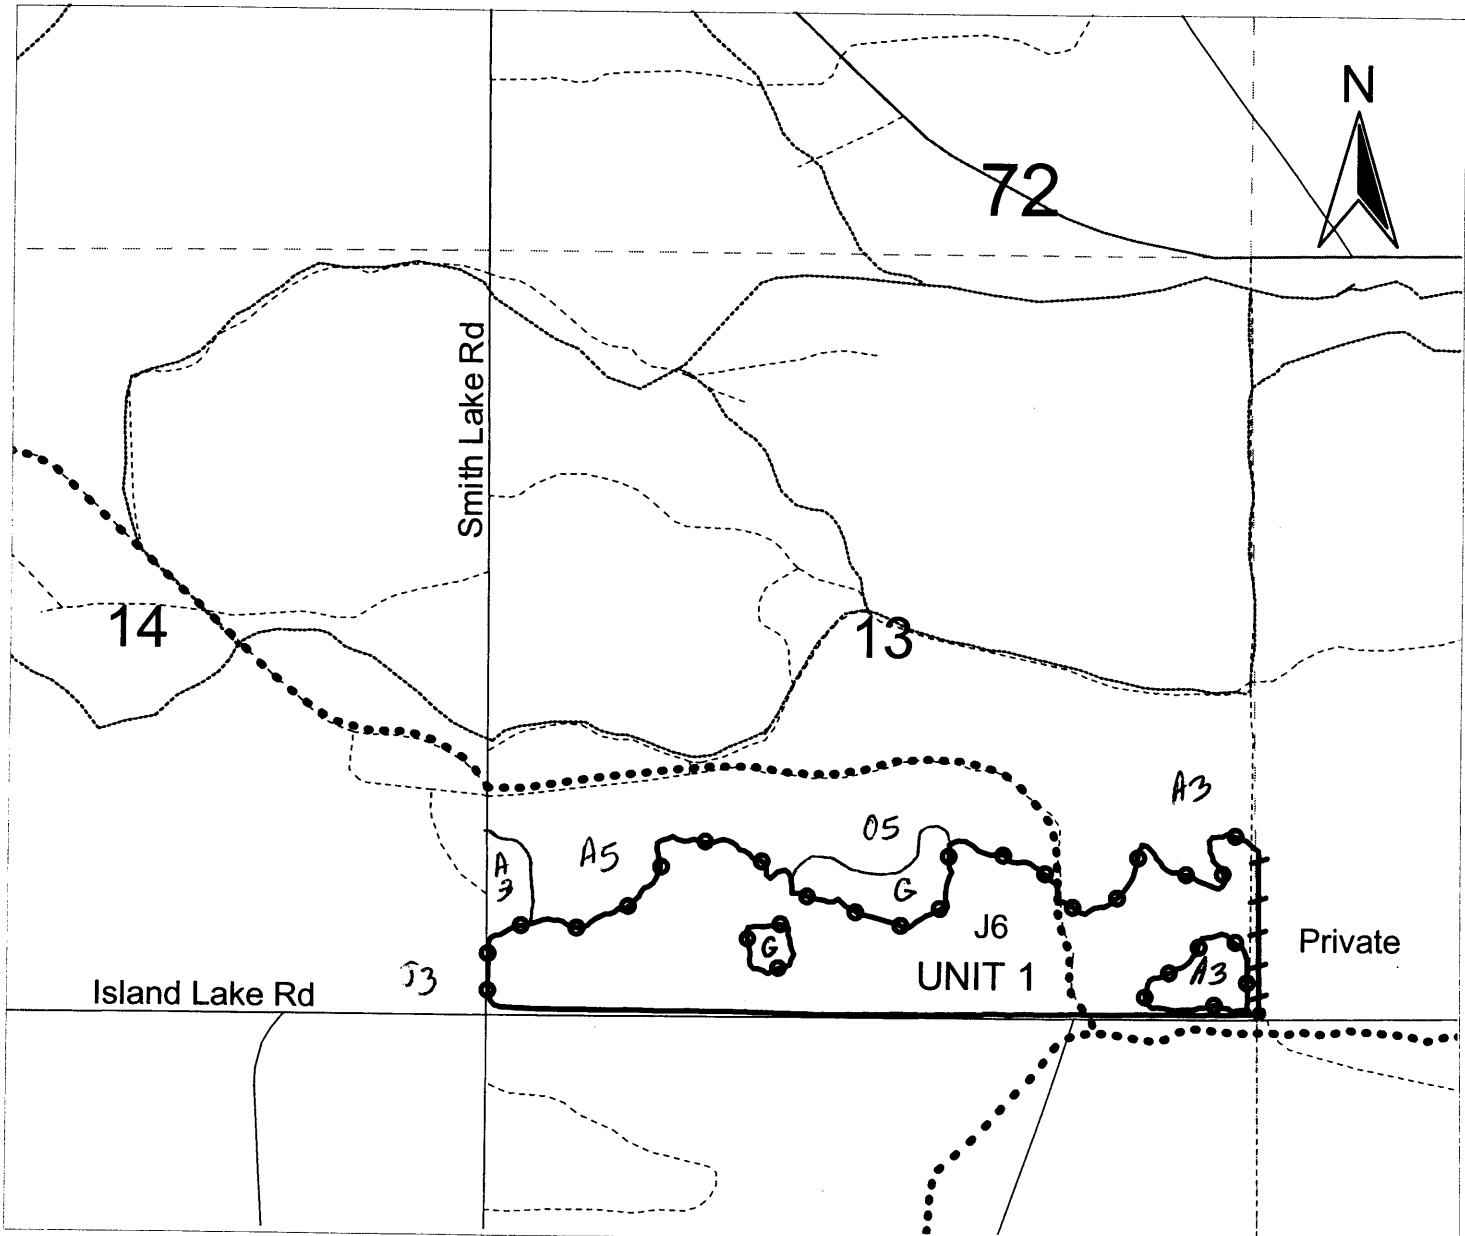 N
72
Smith Lake Rd
14
13
A3
05
A5
A
3
G
J6
G
Private
J3
UNIT 1
A3
Island Lake Rd